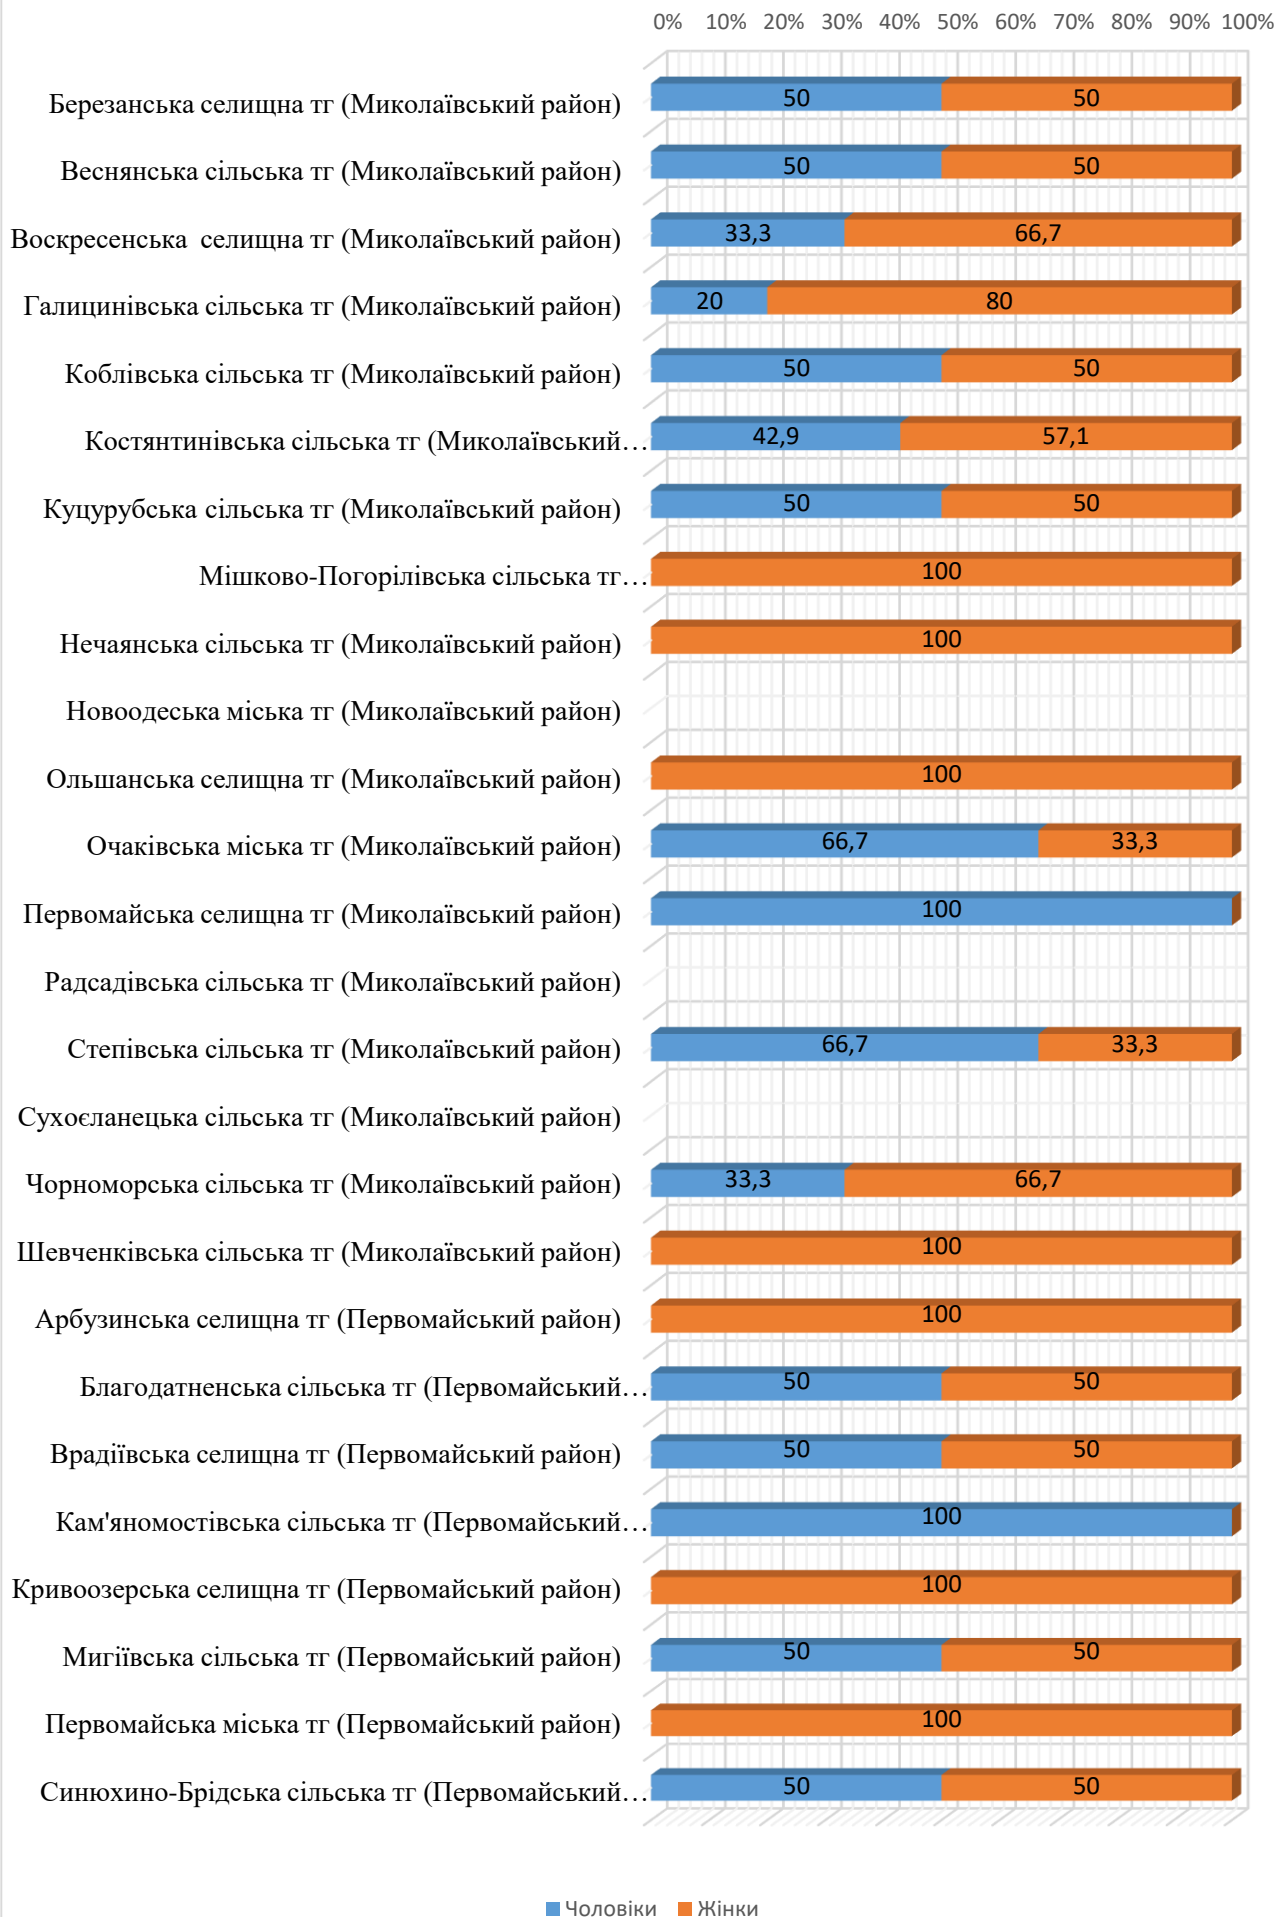 0% 10% 20% 30% 40% 50% 60% 70% 80% 90% 100%
Березанська селищна тг (Миколаївський район) 50 50
Веснянська сільська тг (Миколаївський район) 50 50
Воскресенська селищна тг (Миколаївський район) 33,3 66,7
Галицинівська сільська тг (Миколаївський район) 20 80
Коблівська сільська тг (Миколаївський район) 50 50
Костянтинівська сільська тг (Миколаївський… 42,9 57,1
Куцурубська сільська тг (Миколаївський район) 50 50
Мішково-Погорілівська сільська тг… 100
Нечаянська сільська тг (Миколаївський район) 100
Новоодеська міська тг (Миколаївський район)
Ольшанська селищна тг (Миколаївський район) 100
Очаківська міська тг (Миколаївський район) 66,7 33,3
Первомайська селищна тг (Миколаївський район) 100
Радсадівська сільська тг (Миколаївський район)
Степівська сільська тг (Миколаївський район) 66,7 33,3
Сухоєланецька сільська тг (Миколаївський район)
Чорноморська сільська тг (Миколаївський район) 33,3 66,7
Шевченківська сільська тг (Миколаївський район) 100
Арбузинська селищна тг (Первомайський район) 100
Благодатненська сільська тг (Первомайський… 50 50
Врадіївська селищна тг (Первомайський район) 50 50
Кам'яномостівська сільська тг (Первомайський… 100
Кривоозерська селищна тг (Первомайський район) 100
Мигіївська сільська тг (Первомайський район) 50 50
Первомайська міська тг (Первомайський район) 100
Синюхино-Брідська сільська тг (Первомайський… 50 50
Чоловіки Жінки